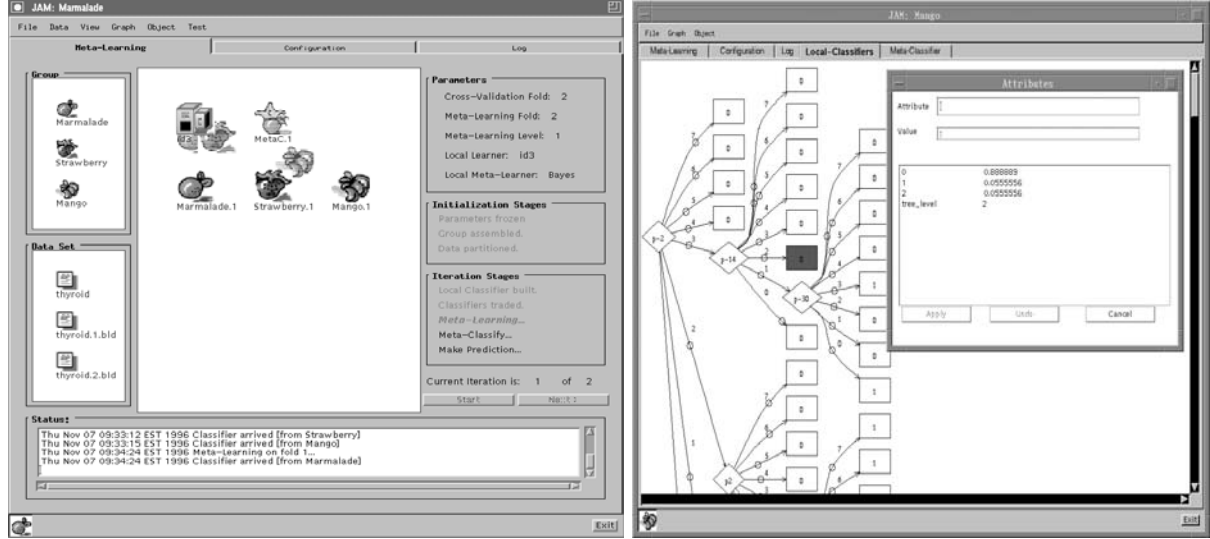 JAM: Marmalade
File Data View Graph Object Test
Meta-Learning Configuration Log
Group
Marmalade
Strawberry
Mango
Data Set
thyroid
thyroid.1.bld
thyroid.2.bld
MetaC.1
Marmalade.1 Strawberry.1 Mango.1
Parameters
Cross-Validation Fold: 2
Meta-Learning Fold: 2
Meta-Learning Level: 1
Local Learner: id3
Local Meta-Learner: Bayes
Initialization Stages
Parameters frozen
Group assembled.
Data partitioned.
Iteration Stages
Local Classifier built.
Classifiers traded.
Meta-Learning...
Meta-Classify...
Make Prediction...
Current Iteration is: 1 of 2
Start
Status:
Thu Nov 07 09:33:12 EST 1996 Classifier arrived [from Strawberry]
Thu Nov 07 09:33:15 EST 1996 Classifier arrived [from Mango]
Thu Nov 07 09:34:24 EST 1996 Meta-Learning on fold 1...
Thu Nov 07 09:34:24 EST 1996 Classifier arrived [from Marmalade]
Exit
JAM: Mango
File Graph Object
Meta-Learning Configuration Log Local-Classifiers Meta-Classifier
p-2
p-14
p-30
p2
Attributes
Attribute
Value
0 0.888889
1 0.0555556
2 0.0555556
tree_level 2
Apply Undo Cancel
Exit